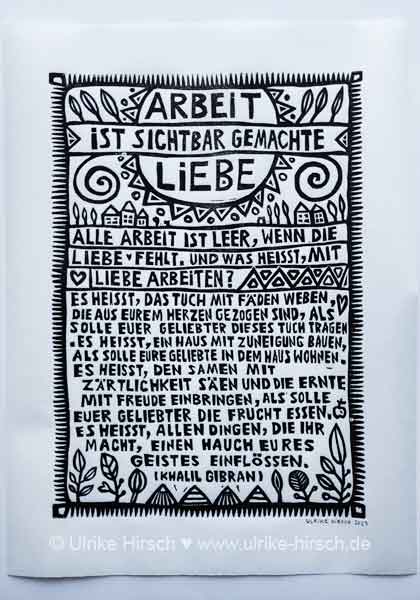 ARBEIT
iST SICHTBAR GEMACHTE
LiEBE
ALLE ARBEIT IST LEER, WENN DIE
LIEBE ♥ FEHLT. UND WAS HEISST, MIT
LIEBE ARBEITEN?
ES HEISST, DAS TUCH MIT FÄDEN WEBEN,
DIE AUS EUREM HERZEN GEZOGEN SIND, ALS
SOLLE EUER GELIEBTER DIESES TUCH TRAGEN
. ES HEISST, EIN HAUS MIT ZUNEIGUNG BAUEN,
ALS SOLLE EURE GELIEBTE IN DEM HAUS WOHNEN.
ES HEISST, DEN SAMEN MIT
ZÄRTLICHKEIT SÄEN UND DIE ERNTE
MIT FREUDE EINBRINGEN, ALS SOLLE
EUER GELIEBTER DIE FRUCHT ESSEN.
ES HEISST, ALLEN DINGEN, DIE IHR
MACHT, EINEN HAUCH EURES
GEISTES EINFLÖSSEN.
(KHALIL GIBRAN)
ULRIKE HIRSCH 2023
© Ulrike Hirsch ♥ www.ulrike-hirsch.de